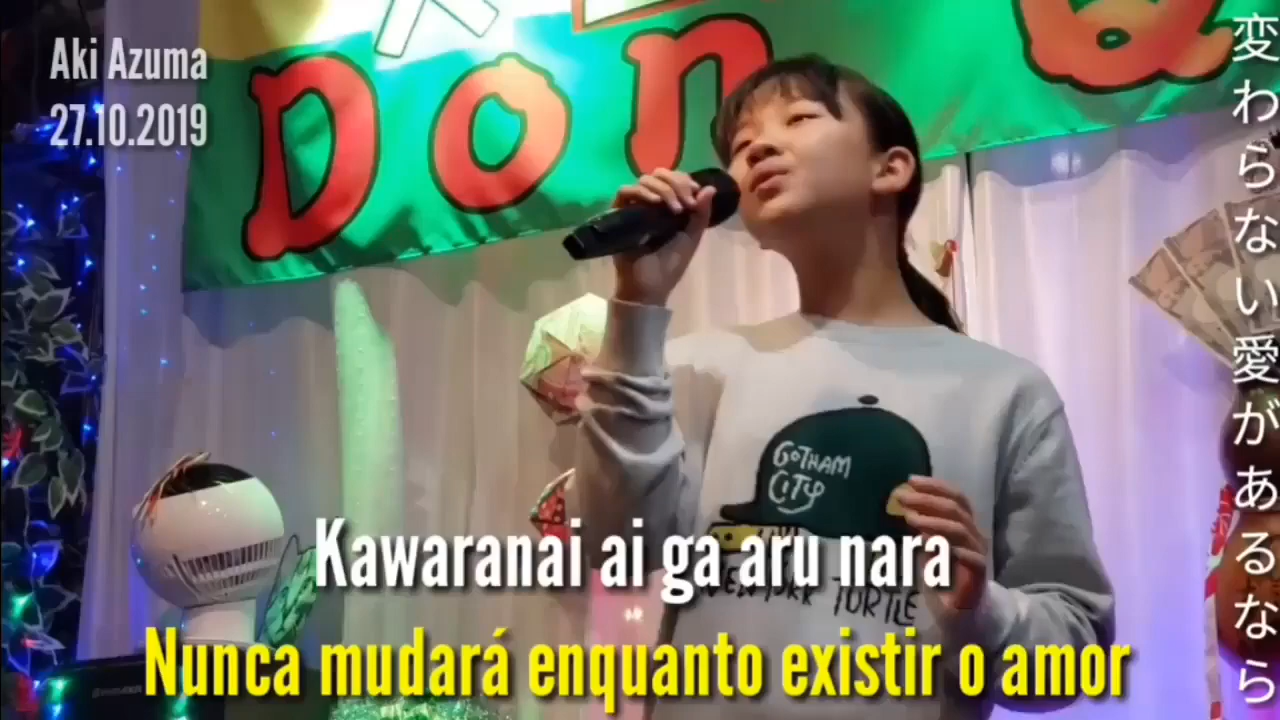 Aki Azuma
27.10.2019
Don Q
変わらない愛があるなら
GOTHAM
CITY
TURTLE
Kawaranai ai ga aru nara
Nunca mudará enquanto existir o amor